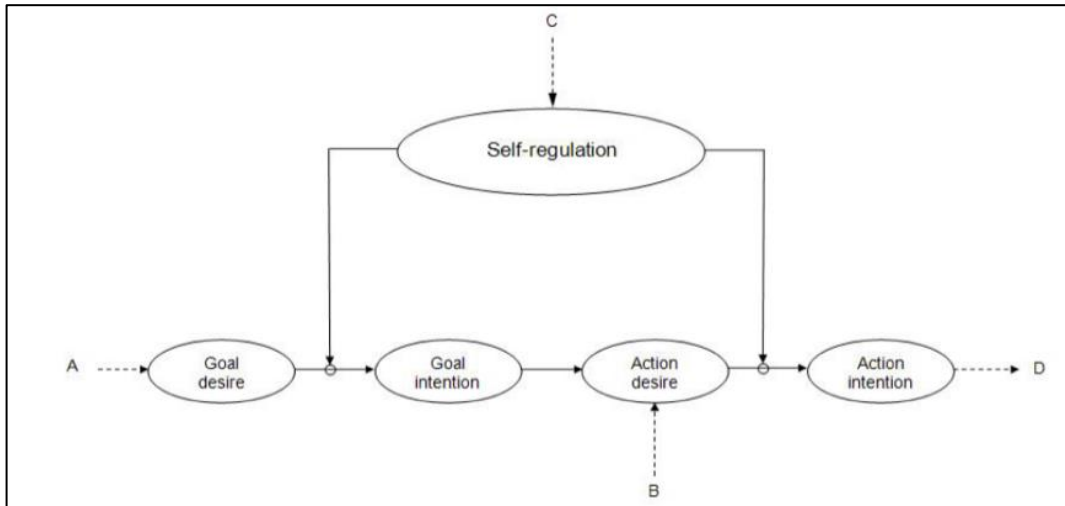 C
Self-regulation
A
Goal
desire
Goal
intention
Action
desire
Action
intention
D
B